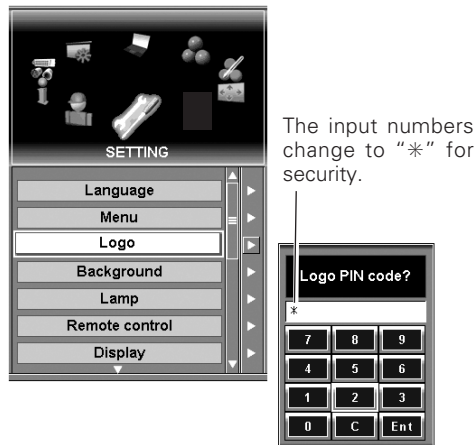 SETTING
Language
Menu
Logo
Background
Lamp
Remote control
Display
The input numbers
change to “✳” for
security.
Logo PIN code?
*
7 8 9
4 5 6
1 2 3
0 C Ent